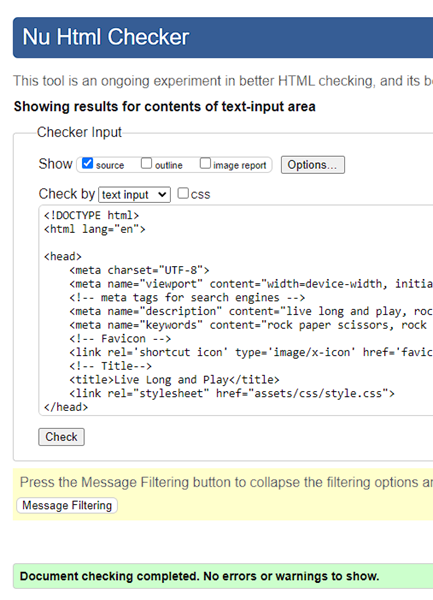 Nu Html Checker
This tool is an ongoing experiment in better HTML checking, and its
Showing results for contents of text-input area
Checker Input
Show source outline image report Options...
Check by text input css
<!DOCTYPE html>
<html lang="en">
<head>
<meta charset="UTF-8">
<meta name="viewport" content="width=device-width, initia
<!-- meta tags for search engines -->
<meta name="description" content="live long and play, roc
<meta name="keywords" content="rock paper scissors, rock
<!-- Favicon -->
<link rel='shortcut icon' type='image/x-icon' href='favic
<!-- Title-->
<title>Live Long and Play</title>
<link rel="stylesheet" href="assets/css/style.css">
</head>
Check
Press the Message Filtering button to collapse the filtering options
Message Filtering
Document checking completed. No errors or warnings to show.